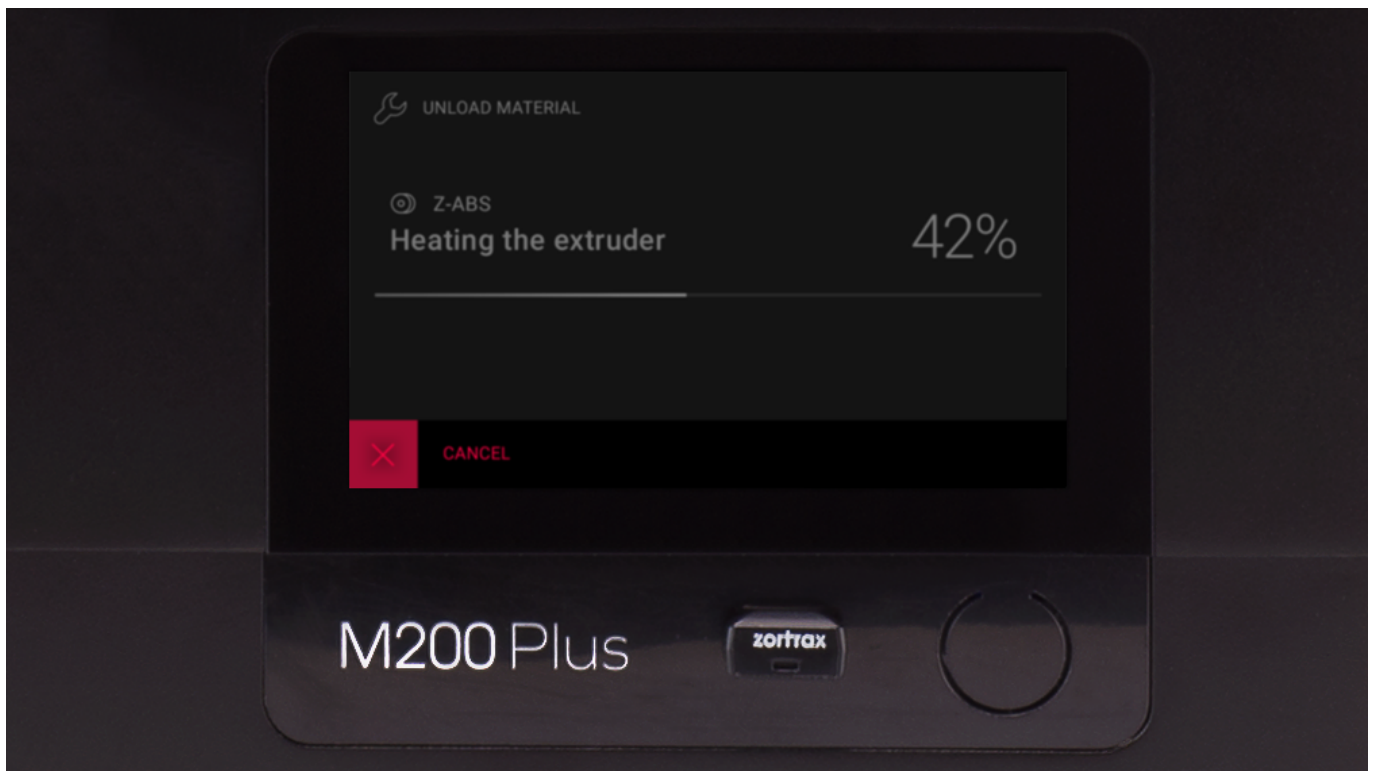 UNLOAD MATERIAL
Z-ABS
Heating the extruder
42%
CANCEL
M200 Plus
zortrax